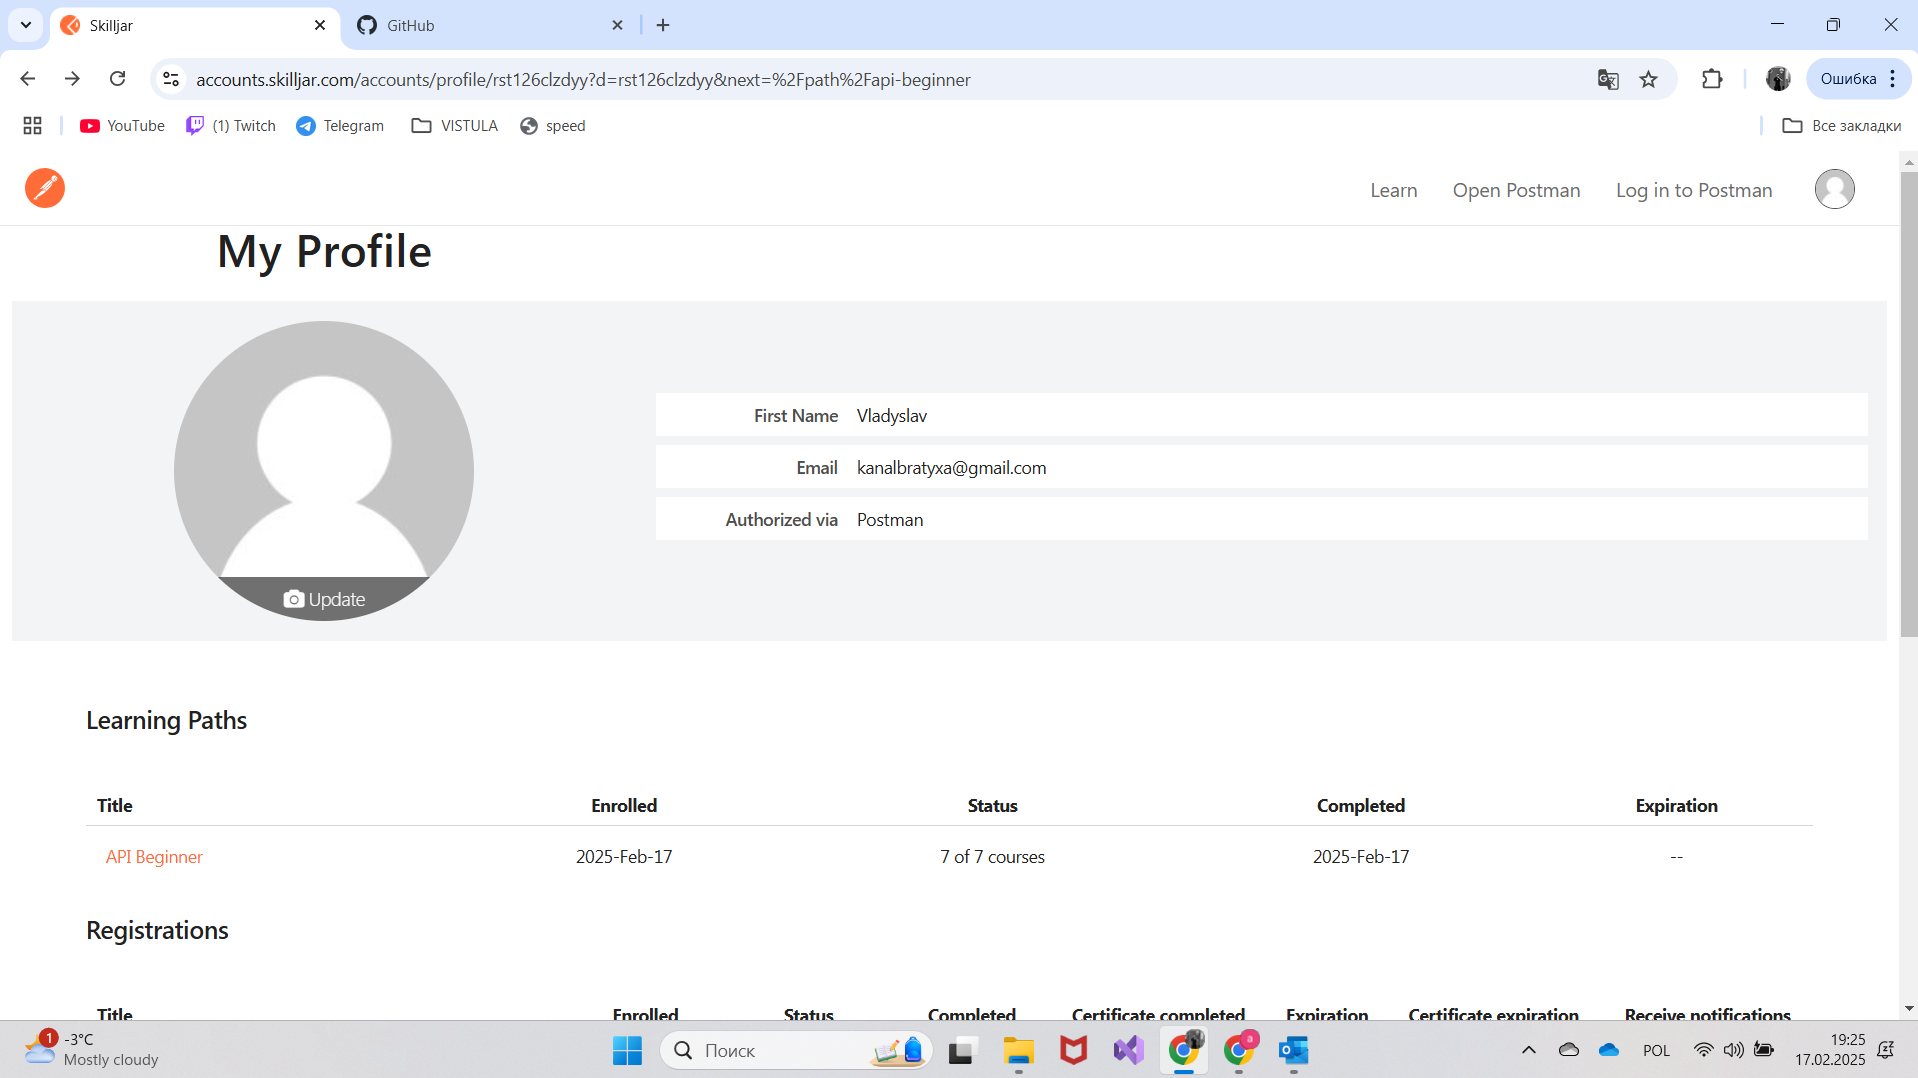 Skilljar
GitHub
accounts.skilljar.com/accounts/profile/rst126clzdyy?d=rst126clzdyy&next=%2Fpath%2Fapi-beginner
Ошибка
YouTube
(1) Twitch
Telegram
VISTULA
speed
Все закладки
Learn
Open Postman
Log in to Postman
My Profile
First Name Vladyslav
Email kanalbratyxa@gmail.com
Authorized via Postman
Update
Learning Paths
Title Enrolled Status Completed Expiration
API Beginner 2025-Feb-17 7 of 7 courses 2025-Feb-17 --
Registrations
Title Enrolled Status Completed Certificate completed Expiration Certificate expiration Receive notifications
1
-3°C
Mostly cloudy
Поиск
a
POL
19:25
17.02.2025